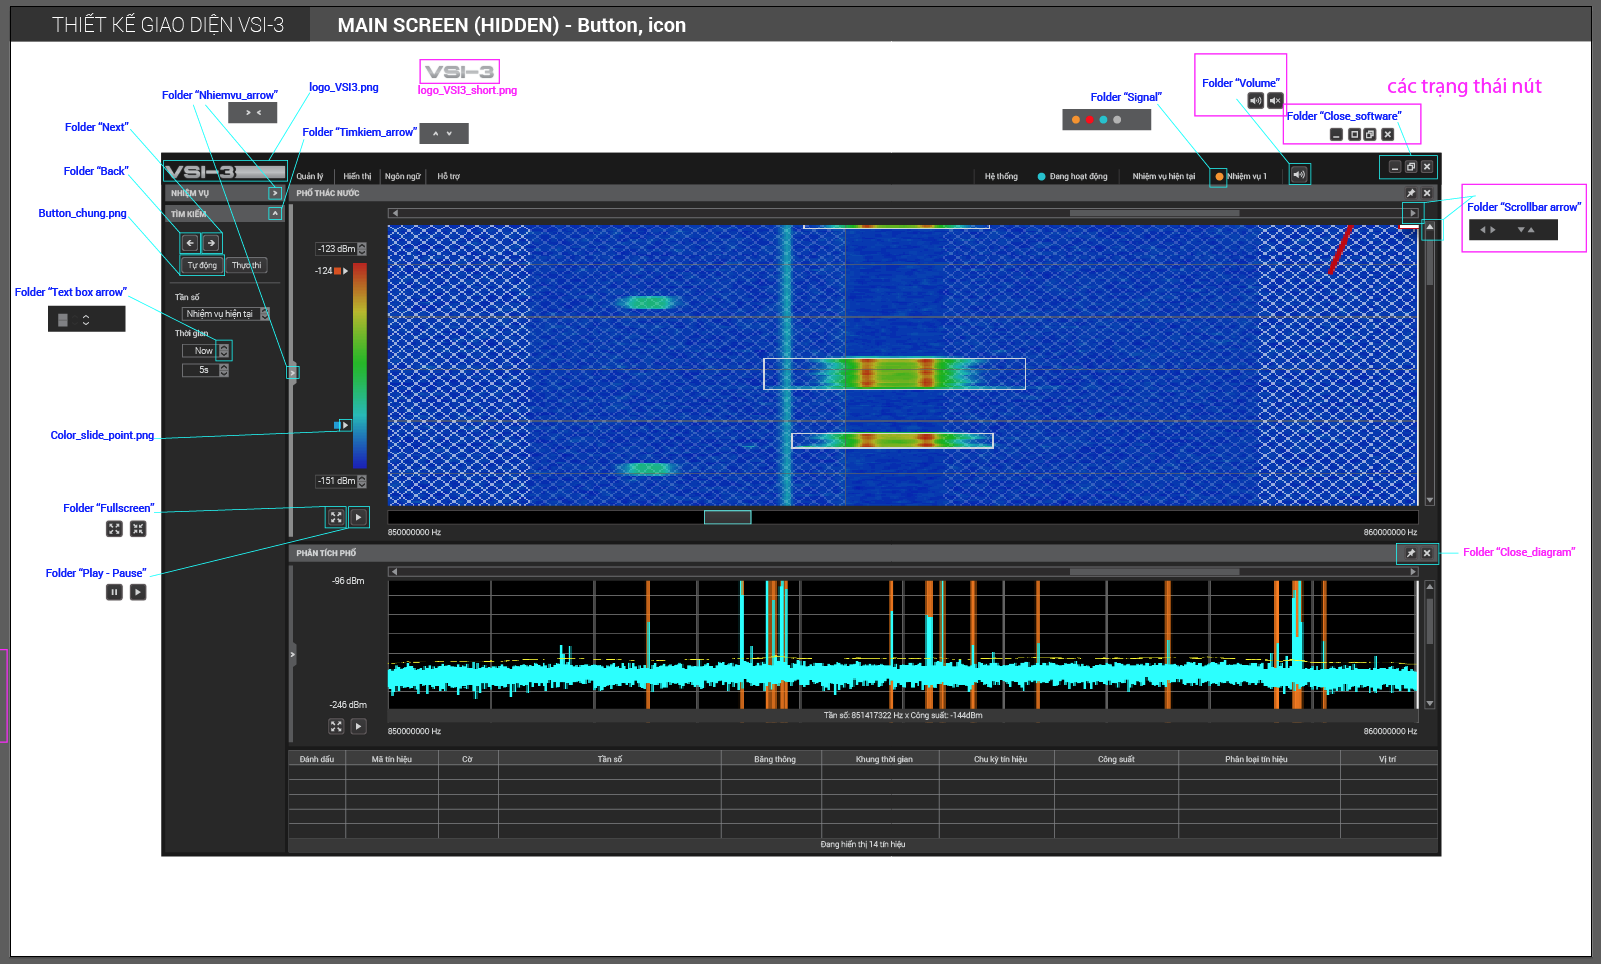 THIẾT KẾ GIAO DIỆN VSI-3
MAIN SCREEN (HIDDEN) - Button, icon
VSI-3
logo_VSI3_short.png
logo_VSI3.png
Folder “Nhiemvu_arrow”
Folder “Timkiem_arrow”
Folder “Next”
Folder “Back”
Button_chung.png
Folder “Text box arrow”
Color_slide_point.png
Folder “Fullscreen”
Folder “Play - Pause”
Folder “Signal”
Folder “Volume”
các trạng thái nút
Folder “Close_software”
Folder “Scrollbar arrow”
Folder “Close_diagram”
VSI-3
Quản lý
Hiển thị
Ngôn ngữ
Hỗ trợ
Hệ thống
Đang hoạt động
Nhiệm vụ hiện tại
Nhiệm vụ 1
NHIỆM VỤ
TÌM KIẾM
Tự động
Thực thi
Tần số
Nhiệm vụ hiện tại
Thời gian
Now
5s
PHỔ THÁC NƯỚC
-123 dBm
-124
-151 dBm
850000000 Hz
860000000 Hz
PHÂN TÍCH PHỔ
-96 dBm
-246 dBm
Tần số: 851417322 Hz x Công suất: -144dBm
850000000 Hz
860000000 Hz
Đánh dấu
Mã tín hiệu
Cờ
Tần số
Băng thông
Khung thời gian
Chu kỳ tín hiệu
Công suất
Phân loại tín hiệu
Vị trí
Đang hiển thị 14 tín hiệu